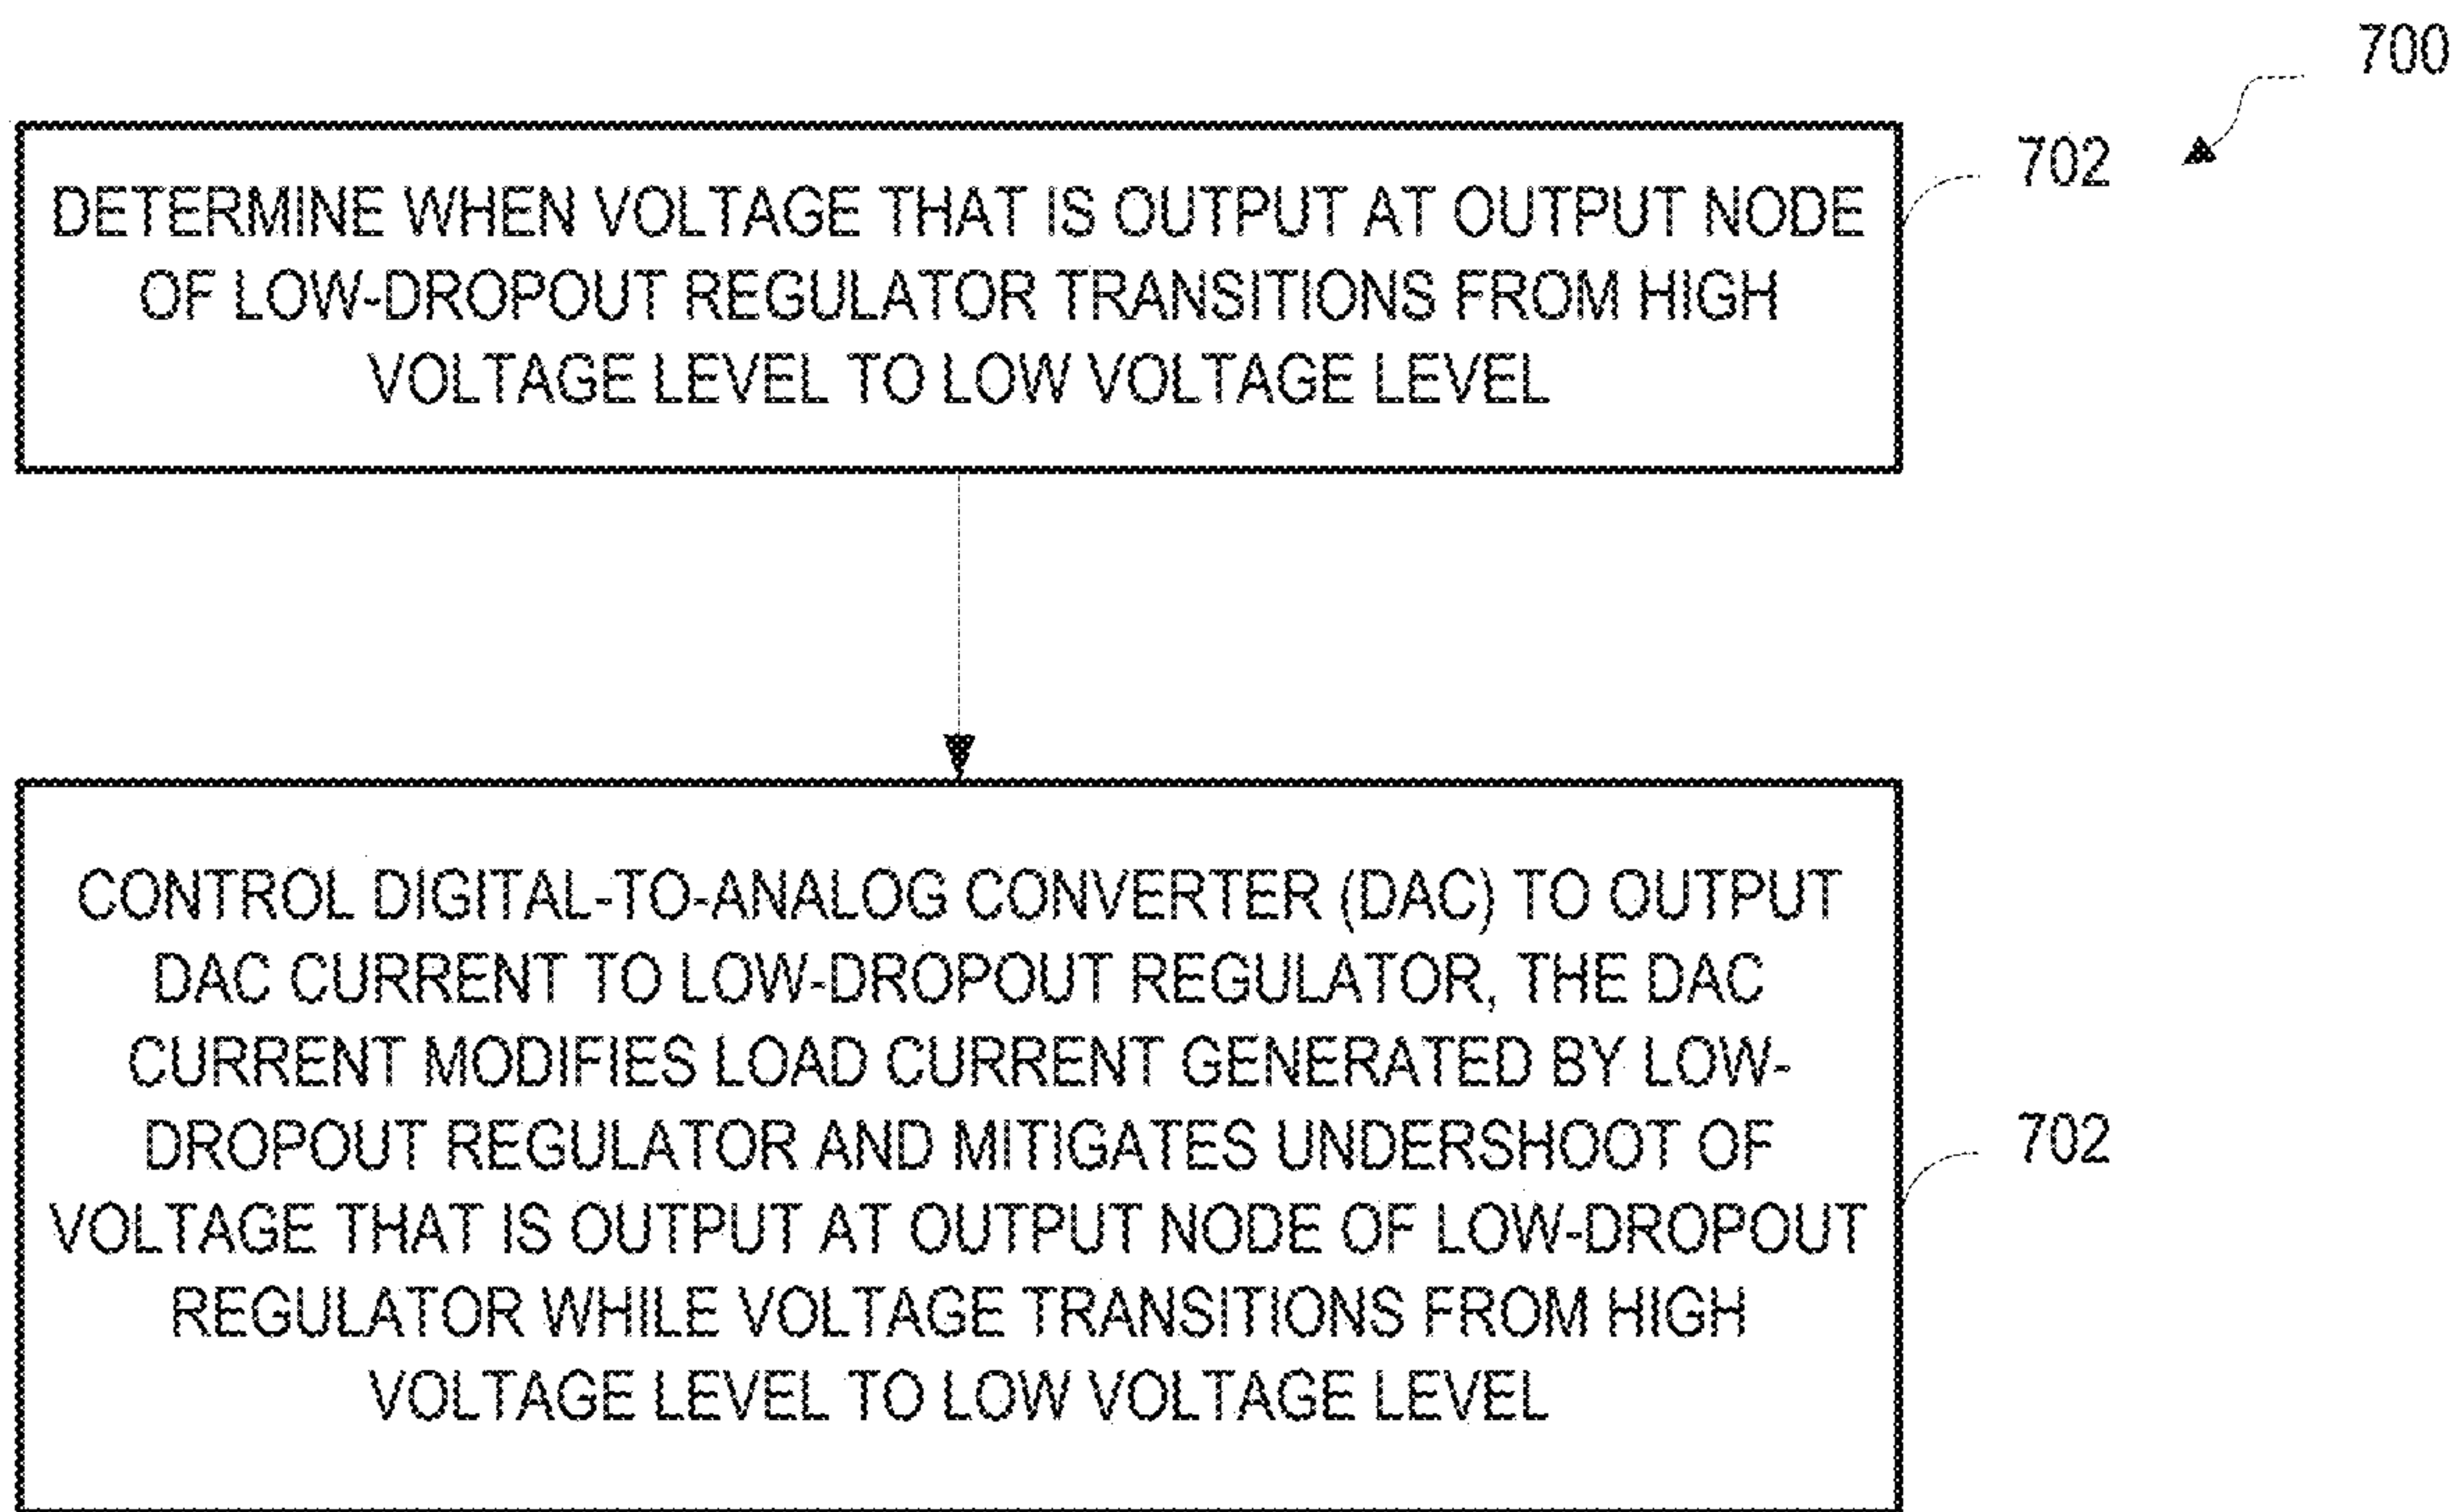 700
702
DETERMINE WHEN VOLTAGE THAT IS OUTPUT AT OUTPUT NODE
OF LOW-DROPOUT REGULATOR TRANSITIONS FROM HIGH
VOLTAGE LEVEL TO LOW VOLTAGE LEVEL
CONTROL DIGITAL-TO-ANALOG CONVERTER (DAC) TO OUTPUT
DAC CURRENT TO LOW-DROPOUT REGULATOR, THE DAC
CURRENT MODIFIES LOAD CURRENT GENERATED BY LOW-
DROPOUT REGULATOR AND MITIGATES UNDERSHOOT OF
VOLTAGE THAT IS OUTPUT AT OUTPUT NODE OF LOW-DROPOUT
REGULATOR WHILE VOLTAGE TRANSITIONS FROM HIGH
VOLTAGE LEVEL TO LOW VOLTAGE LEVEL
702